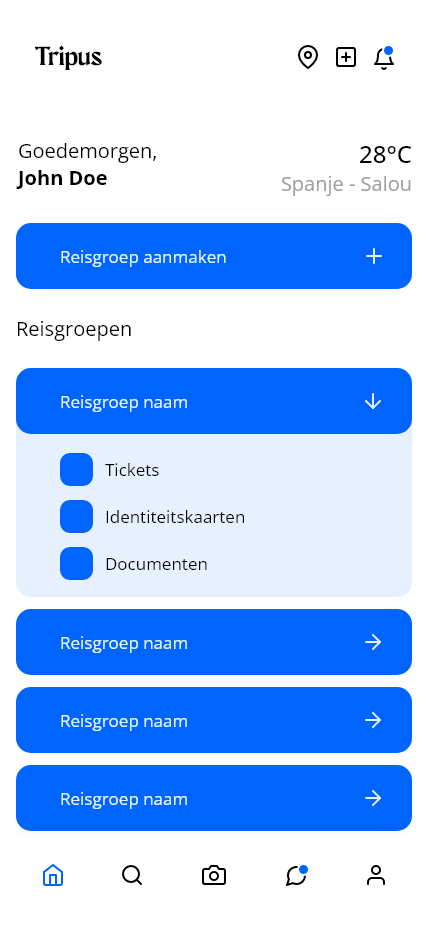 Tripus
Goedemorgen,
John Doe
28°C
Spanje - Salou
Reisgroep aanmaken
Reisgroepen
Reisgroep naam
Tickets
Identiteitskaarten
Documenten
Reisgroep naam
Reisgroep naam
Reisgroep naam